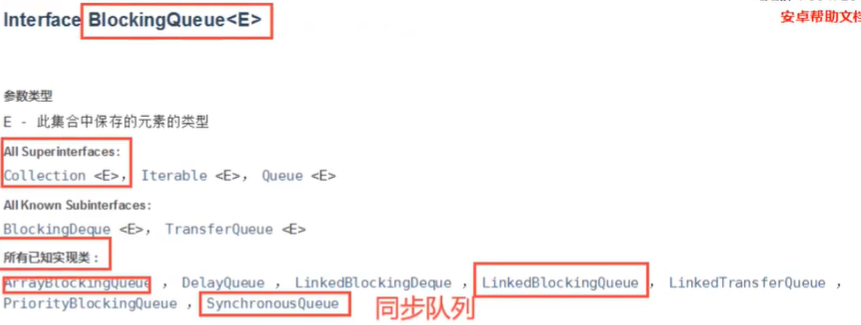 Interface BlockingQueue<E>
安卓帮助文档
参数类型
E - 此集合中保存的元素的类型
All Superinterfaces:
Collection <E>, Iterable <E>, Queue <E>
All Known Subinterfaces:
BlockingDeque <E>, TransferQueue <E>
所有已知实现类:
ArrayBlockingQueue , DelayQueue , LinkedBlockingDeque , LinkedBlockingQueue , LinkedTransferQueue ,
PriorityBlockingQueue , SynchronousQueue 同步队列